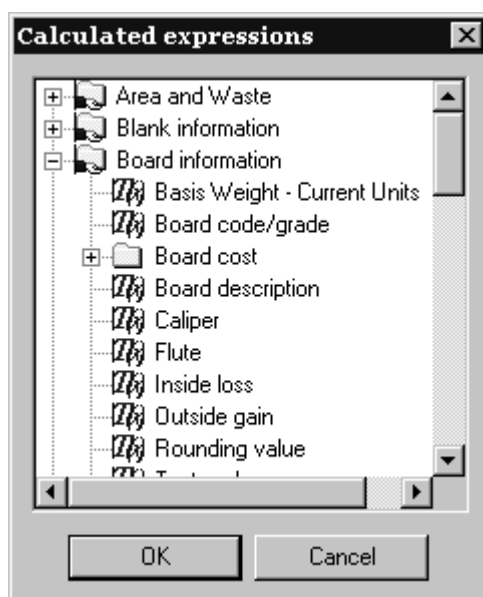 Calculated expressions
Area and Waste
Blank information
Board information
Basis Weight - Current Units
Board code/grade
Board cost
Board description
Caliper
Flute
Inside loss
Outside gain
Rounding value
OK
Cancel